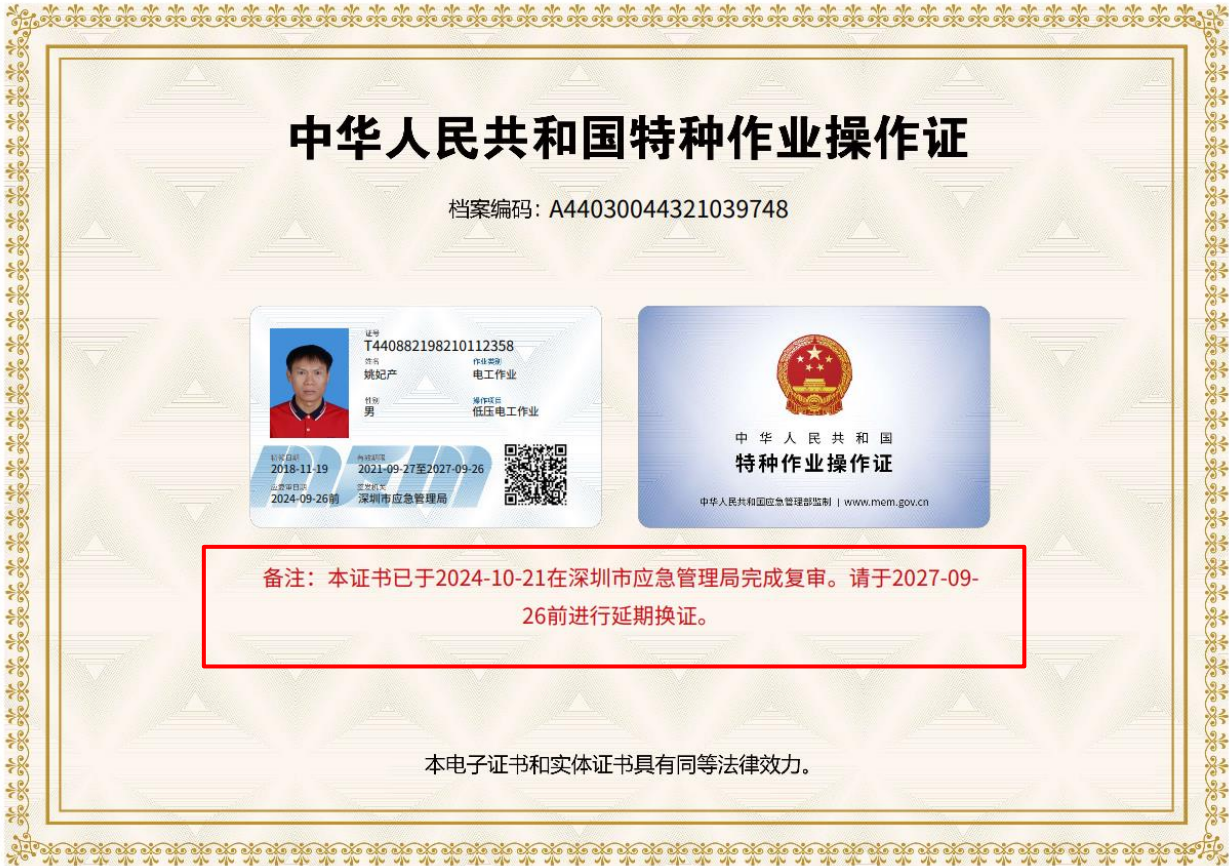 中华人民共和国特种作业操作证
档案编码：A44030044321039748
证号
T440882198210112358
姓名
作业类别
姚妃产
电工作业
性别
操作项目
男
低压电工作业
初领日期
有效期限
2018-11-19
2021-09-27至2027-09-26
应复审日期
签发机关
2024-09-26前
深圳市应急管理局
中华人民共和国
特种作业操作证
中华人民共和国应急管理部监制 | www.mem.gov.cn
备注：本证书已于2024-10-21在深圳市应急管理局完成复审。请于2027-09-
26前进行延期换证。
本电子证书和实体证书具有同等法律效力。